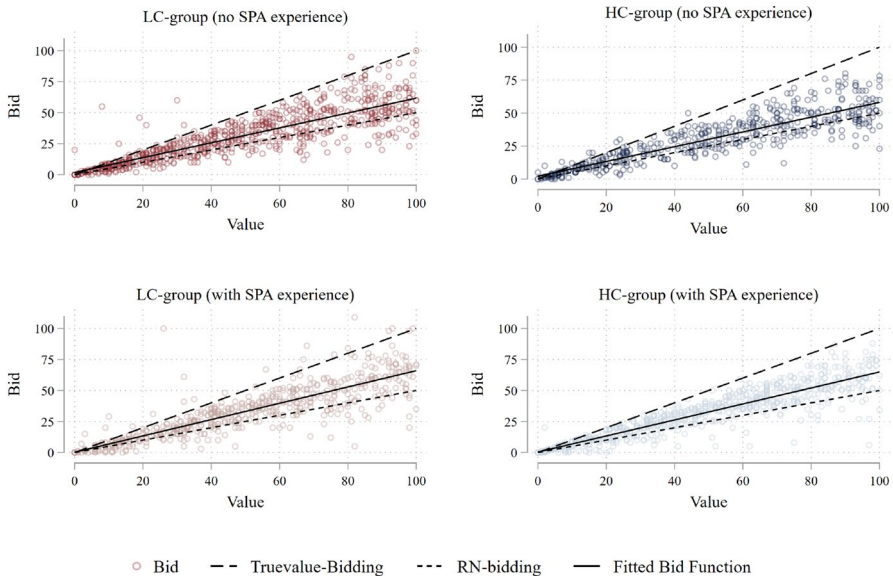 LC-group (no SPA experience)
HC-group (no SPA experience)
100
75
50
25
0
Bid
0 20 40 60 80 100
Value
100
75
50
25
0
Bid
0 20 40 60 80 100
Value
LC-group (with SPA experience)
HC-group (with SPA experience)
100
75
50
25
0
Bid
0 20 40 60 80 100
Value
100
75
50
25
0
Bid
0 20 40 60 80 100
Value
Bid Truevalue-Bidding RN-bidding Fitted Bid Function